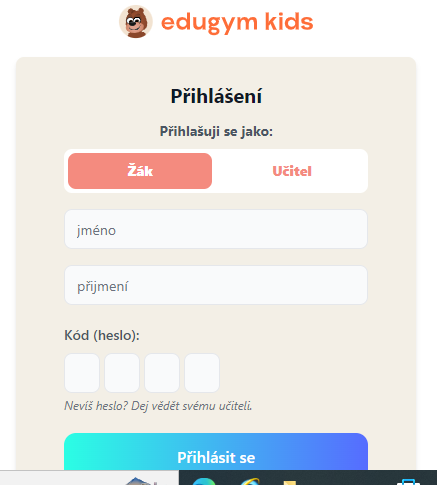 edugym kids
Přihlášení
Přihlašuji se jako:
Žák
Učitel
jméno
přijmení
Kód (heslo):
Nevíš heslo? Dej vědět svému učiteli.
Přihlásit se